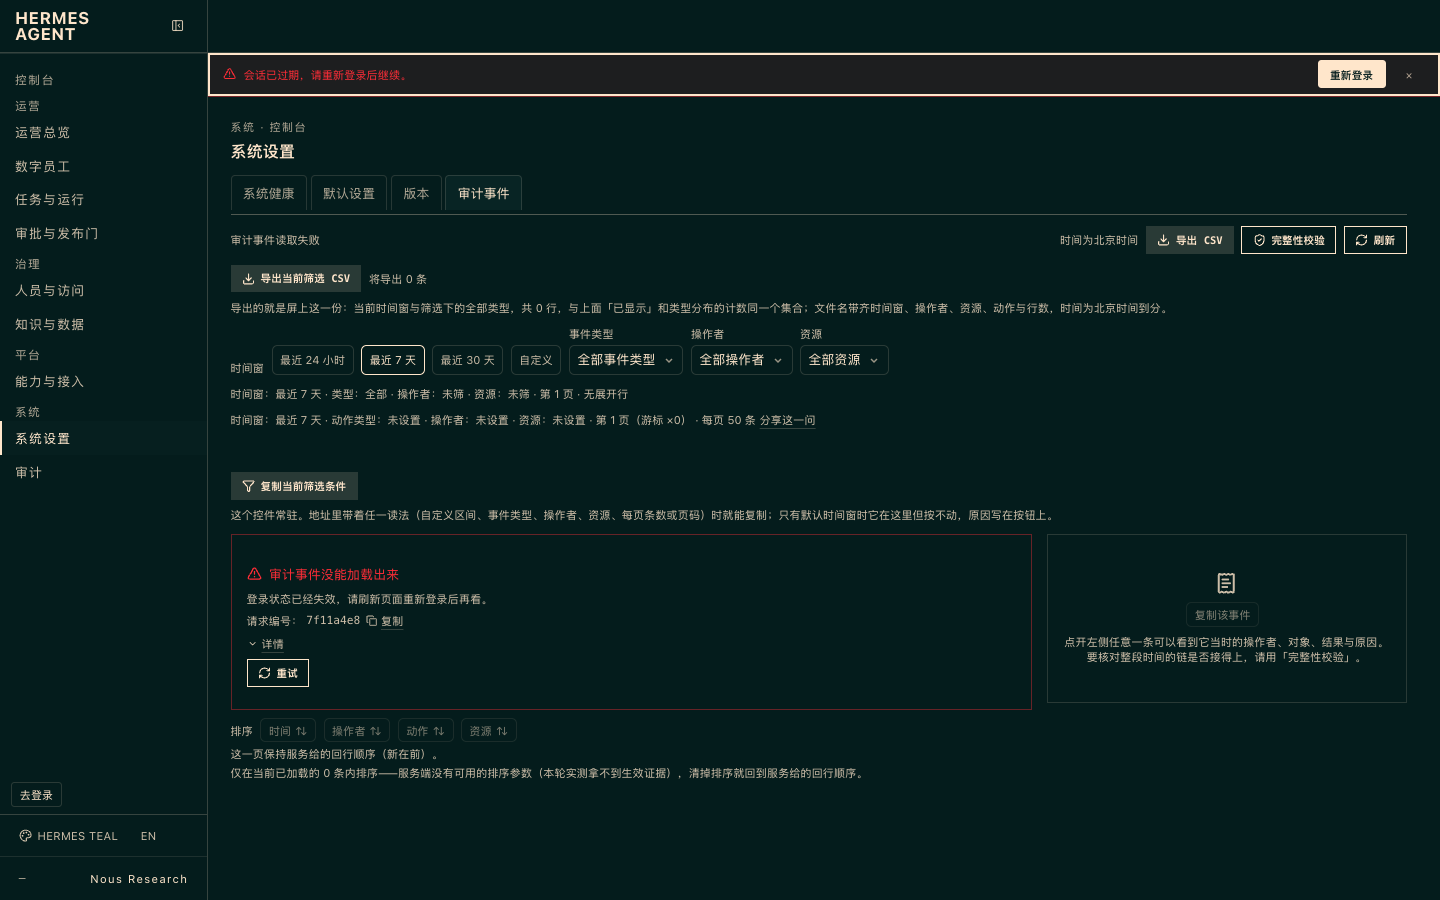 HERMES
AGENT
会话已过期，请重新登录后继续。
重新登录
×
控制台
运营
运营总览
数字员工
任务与运行
审批与发布门
治理
人员与访问
知识与数据
平台
能力与接入
系统
系统设置
审计
去登录
HERMES TEAL EN
– Nous Research
系统 · 控制台
系统设置
系统健康 默认设置 版本 审计事件
审计事件读取失败
时间为北京时间 导出 CSV 完整性校验 刷新
导出当前筛选 CSV 将导出 0 条
导出的就是屏上这一份：当前时间窗与筛选下的全部类型，共 0 行，与上面「已显示」和类型分布的计数同一个集合；文件名带齐时间窗、操作者、资源、动作与行数，时间为北京时间到分。
事件类型 操作者 资源
时间窗 最近 24 小时 最近 7 天 最近 30 天 自定义 全部事件类型 全部操作者 全部资源
时间窗：最近 7 天 · 类型：全部 · 操作者：未筛 · 资源：未筛 · 第 1 页 · 无展开行
时间窗：最近 7 天 · 动作类型：未设置 · 操作者：未设置 · 资源：未设置 · 第 1 页（游标 ×0） · 每页 50 条 分享这一问
复制当前筛选条件
这个控件常驻。地址里带着任一读法（自定义区间、事件类型、操作者、资源、每页条数或页码）时就能复制；只有默认时间窗时它在这里但按不动，原因写在按钮上。
审计事件没能加载出来
登录状态已经失效，请刷新页面重新登录后再看。
请求编号： 7f11a4e8 复制
详情
重试
复制该事件
点开左侧任意一条可以看到它当时的操作者、对象、结果与原因。
要核对整段时间的链是否接得上，请用「完整性校验」。
排序 时间 操作者 动作 资源
这一页保持服务给的回行顺序（新在前）。
仅在当前已加载的 0 条内排序——服务端没有可用的排序参数（本轮实测拿不到生效证据），清掉排序就回到服务给的回行顺序。